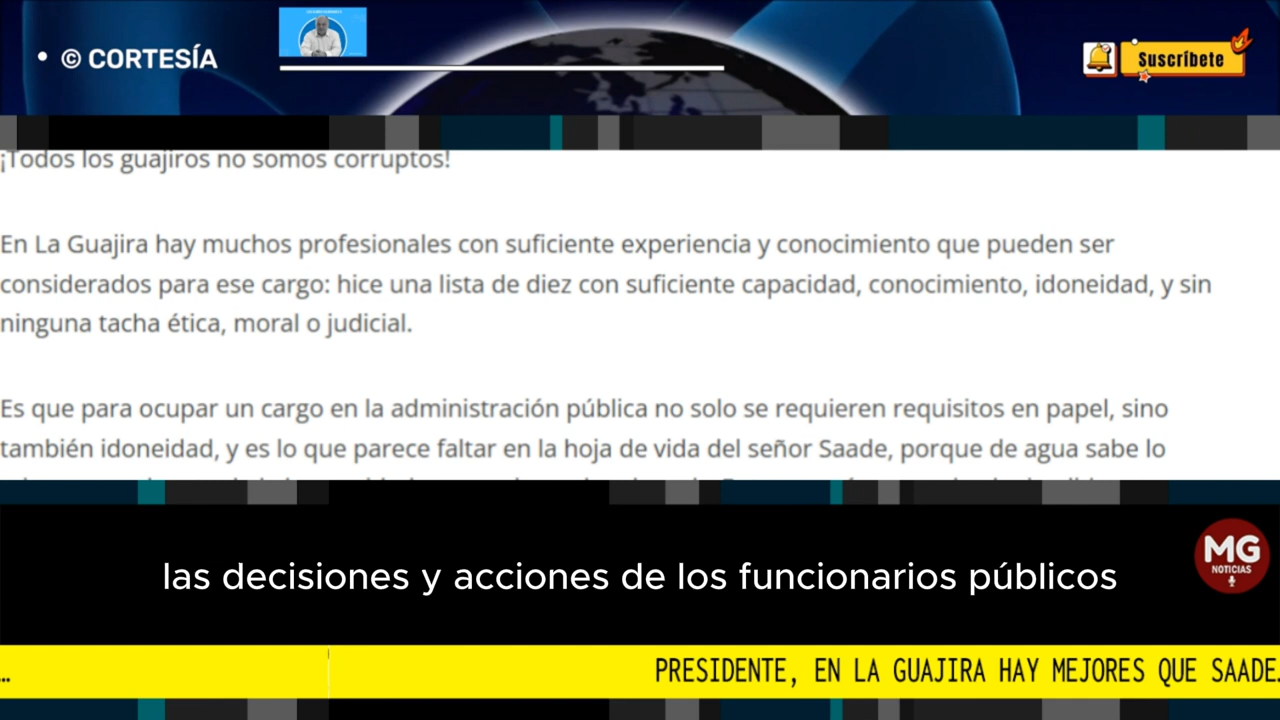 • © CORTESÍA
Suscríbete
¡Todos los guajiros no somos corruptos!
En La Guajira hay muchos profesionales con suficiente experiencia y conocimiento que pueden ser
considerados para ese cargo: hice una lista de diez con suficiente capacidad, conocimiento, idoneidad, y sin
ninguna tacha ética, moral o judicial.
Es que para ocupar un cargo en la administración pública no solo se requieren requisitos en papel, sino
también idoneidad, y es lo que parece faltar en la hoja de vida del señor Saade, porque de agua sabe lo
las decisiones y acciones de los funcionarios públicos
MG
NOTICIAS
... PRESIDENTE, EN LA GUAJIRA HAY MEJORES QUE SAADE.